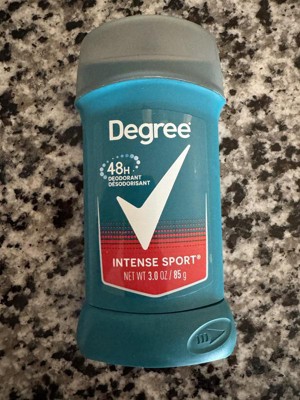 Degree®
48H
DEODORANT
DÉSODORISANT
INTENSE SPORT®
NET WT 3.0 OZ / 85 g